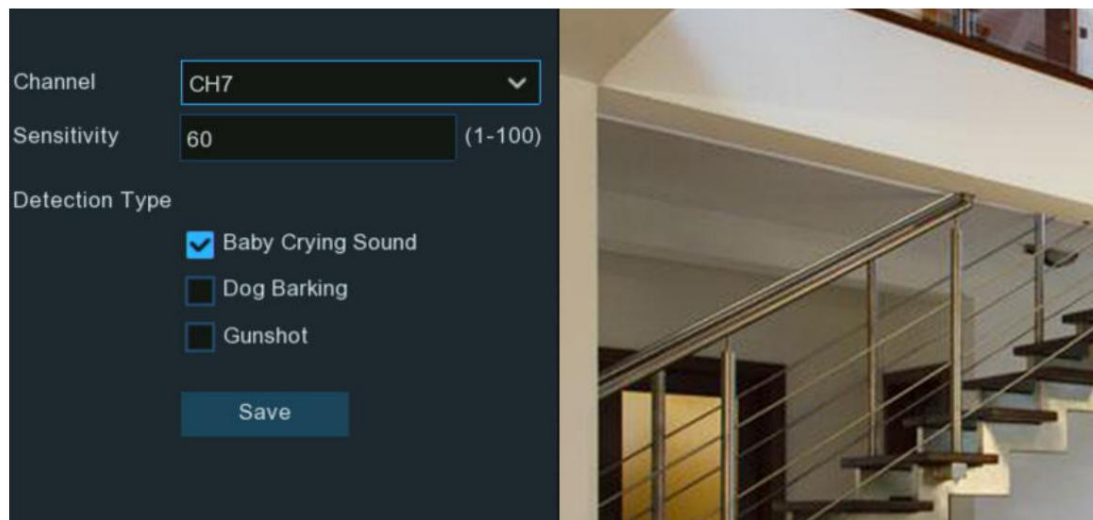 Channel CH7
Sensitivity 60 (1-100)
Detection Type
Baby Crying Sound
Dog Barking
Gunshot
Save